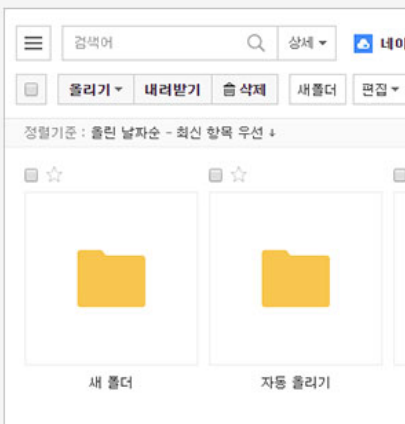 검색어 상세 네이
올리기 내려받기 삭제 새폴더 편집
정렬기준 : 올린 날짜순 - 최신 항목 우선 ↓
새 폴더 자동 올리기